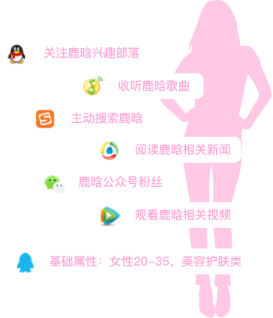 关注鹿晗兴趣部落
收听鹿晗歌曲
主动搜索鹿晗
阅读鹿晗相关新闻
鹿晗公众号粉丝
观看鹿晗相关视频
基础属性：女性20-35，美容护肤类